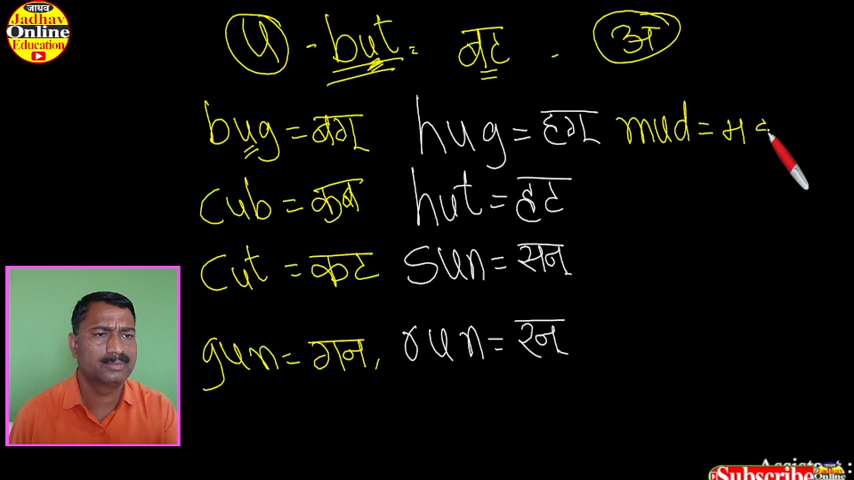 जाधव
Jadhav
Online
Education
u - but = बट - अ
bug = बग् hug = हग् mud = म
cub = कब hut = हट
cut = कट sun = सन्
gun = गन, run = रन्
Subscribe